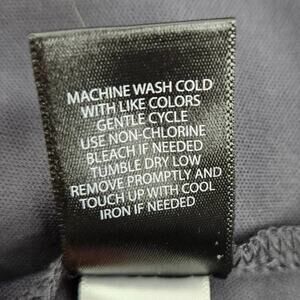 MACHINE WASH COLD
WITH LIKE COLORS
GENTLE CYCLE
USE NON-CHLORINE
BLEACH IF NEEDED
TUMBLE DRY LOW
REMOVE PROMPTLY AND
TOUCH UP WITH COOL
IRON IF NEEDED